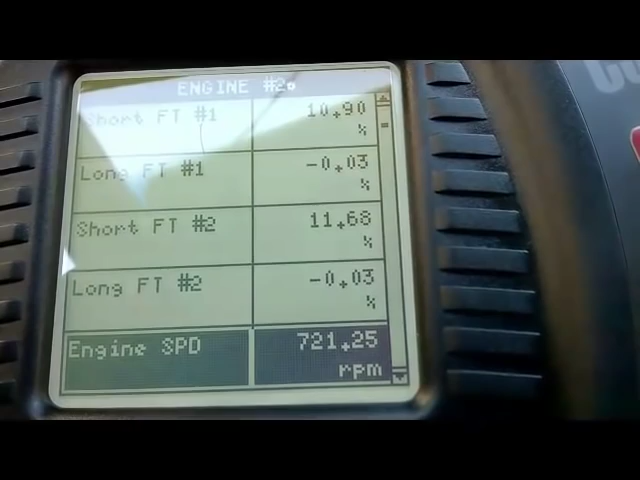 ENGINE #2
Short FT #1 10.90
%
Long FT #1 -0.03
%
Short FT #2 11.68
%
Long FT #2 -0.03
%
Engine SPD 721.25
rpm